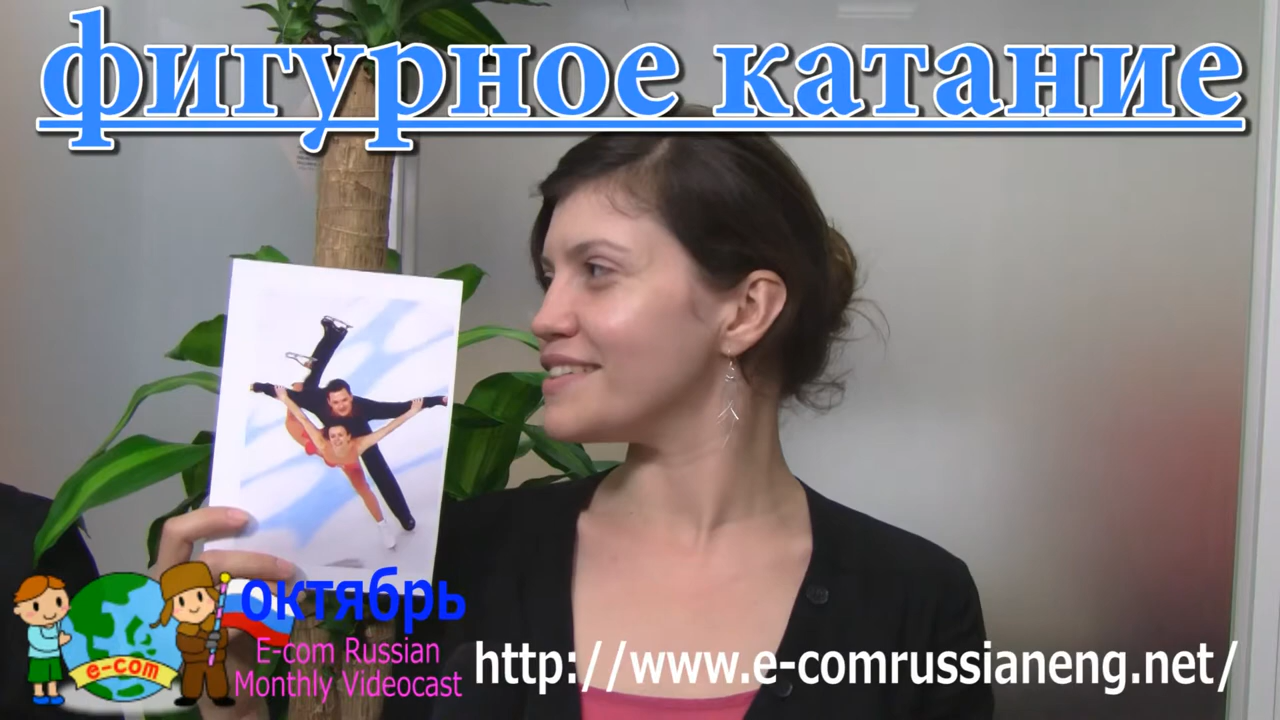 фигурное катание
октябрь
E-com Russian
Monthly Videocast
http://www.e-comrussianeng.net/
e-com